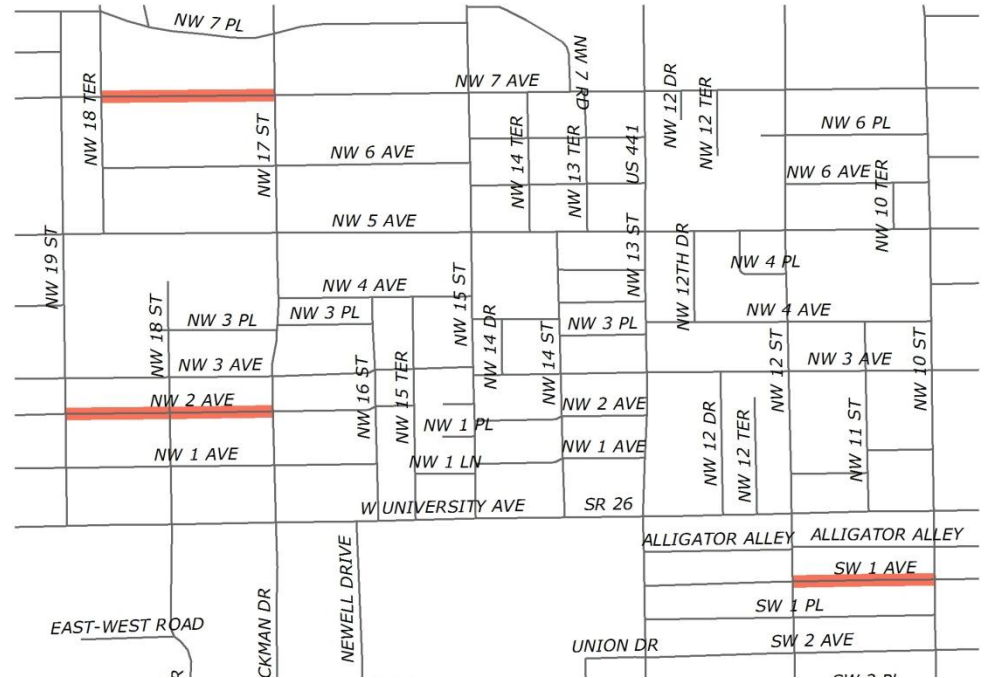 NW 7 PL
NW 7 RD
NW 7 AVE
NW 18 TER
NW 12 DR
NW 12 TER
NW 17 ST
NW 14 TER
NW 13 TER
US 441
NW 6 PL
NW 6 AVE
NW 6 AVE
NW 10 TER
NW 5 AVE
NW 19 ST
NW 13 ST
NW 12TH DR
NW 4 PL
NW 4 AVE
NW 15 ST
NW 18 ST
NW 3 PL
NW 3 PL
NW 14 DR
NW 14 ST
NW 3 PL
NW 4 AVE
NW 12 ST
NW 10 ST
NW 3 AVE
NW 3 AVE
NW 16 ST
NW 15 TER
NW 2 AVE
NW 2 AVE
NW 1 PL
NW 12 DR
NW 12 TER
NW 11 ST
NW 1 AVE
NW 1 LN
NW 1 AVE
W UNIVERSITY AVE
SR 26
ALLIGATOR ALLEY
ALLIGATOR ALLEY
SW 1 AVE
CKMAN DR
NEWELL DRIVE
SW 1 PL
EAST-WEST ROAD
UNION DR
SW 2 AVE
R